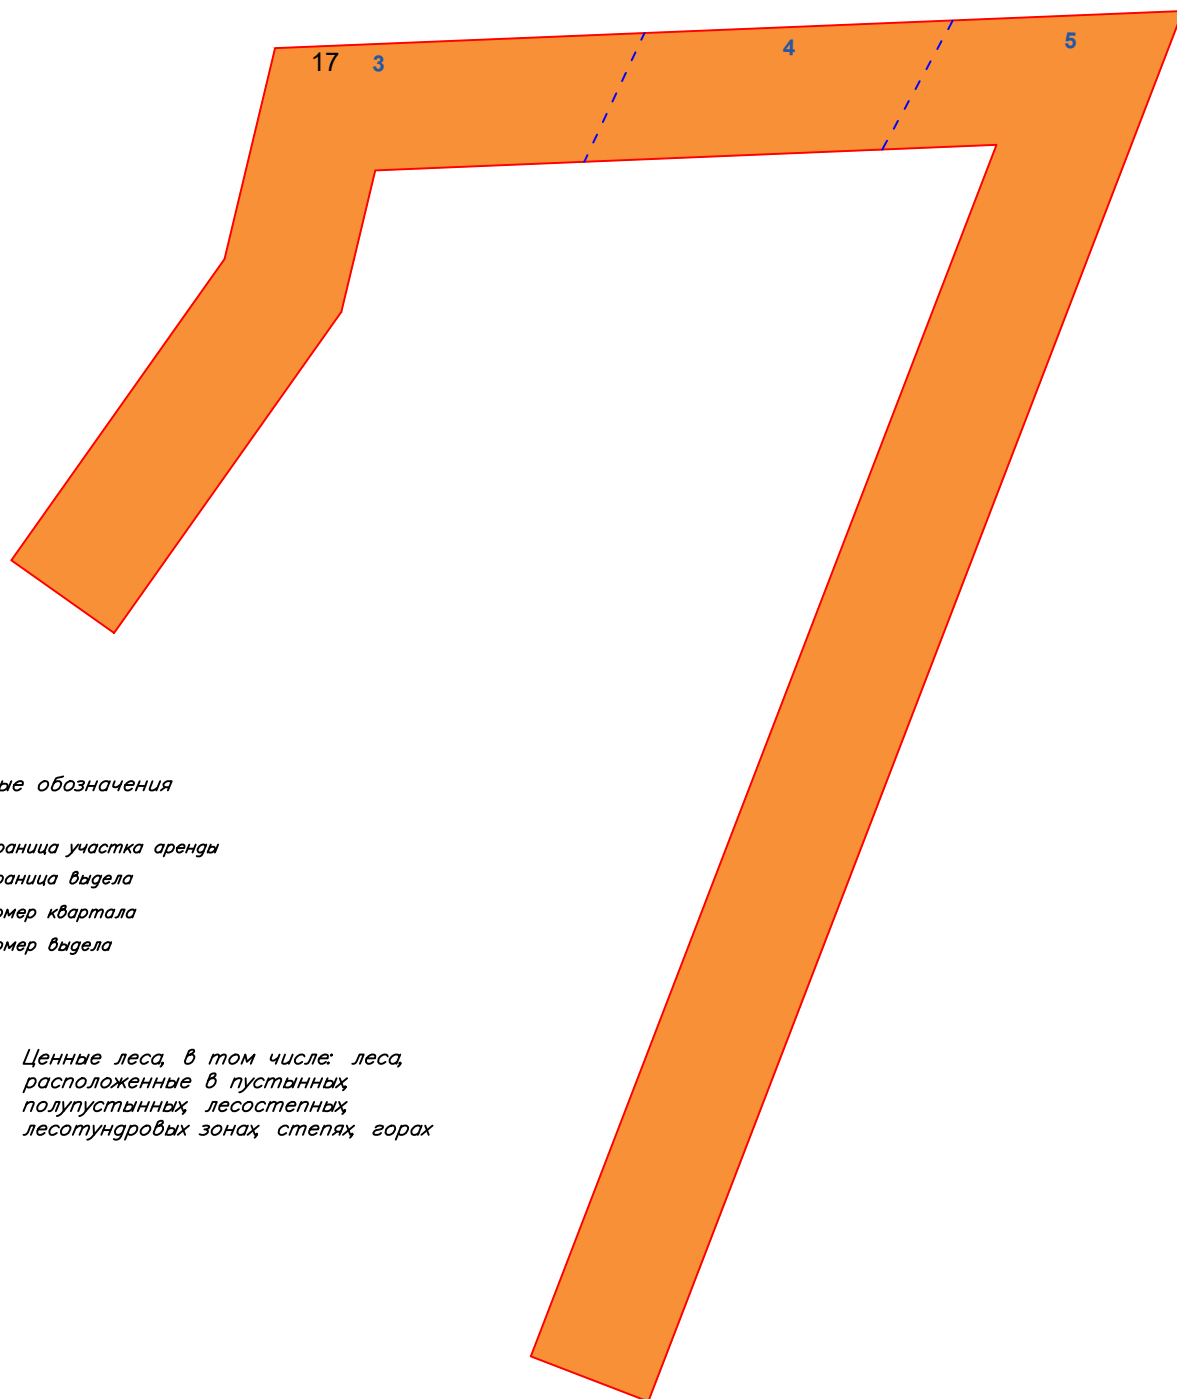 17 3 4 5
ые обозначения
раница участка аренды
раница выдела
омер квартала
омер выдела
Ценные леса, в том числе: леса,
расположенные в пустынных,
полупустынных, лесостепных,
лесотундровых зонах, степях, горах